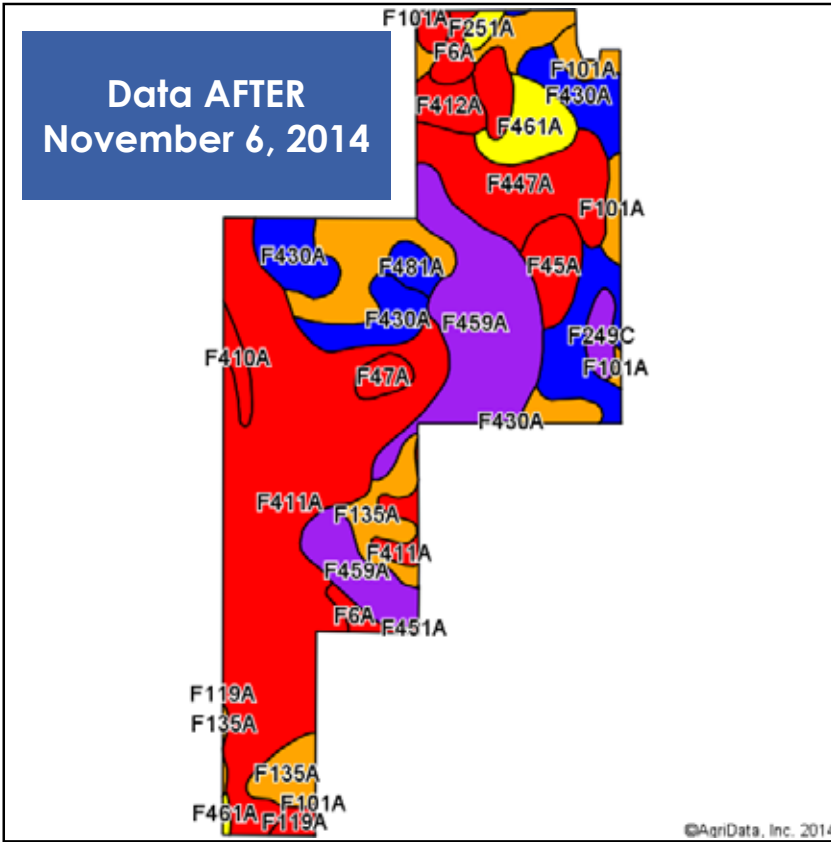 Data AFTER
November 6, 2014
F101A
F251A
F6A
F101A
F430A
F412A
F461A
F447A
F101A
F430A
F481A
F45A
F430A
F459A
F249C
F410A
F101A
F47A
F430A
F411A
F135A
F411A
F459A
F6A
F451A
F119A
F135A
F135A
F101A
F461A
F119A
©AgriData, Inc. 2014